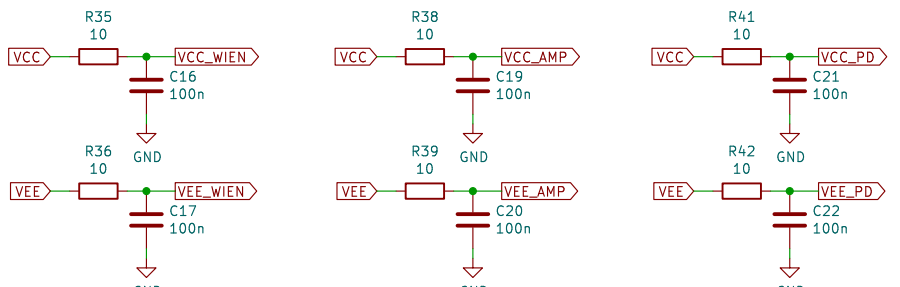 R35
10
VCC
VCC_WIEN
C16
100n
GND
R38
10
VCC
VCC_AMP
C19
100n
GND
R41
10
VCC
VCC_PD
C21
100n
GND
R36
10
VEE
VEE_WIEN
C17
100n
R39
10
VEE
VEE_AMP
C20
100n
R42
10
VEE
VEE_PD
C22
100n